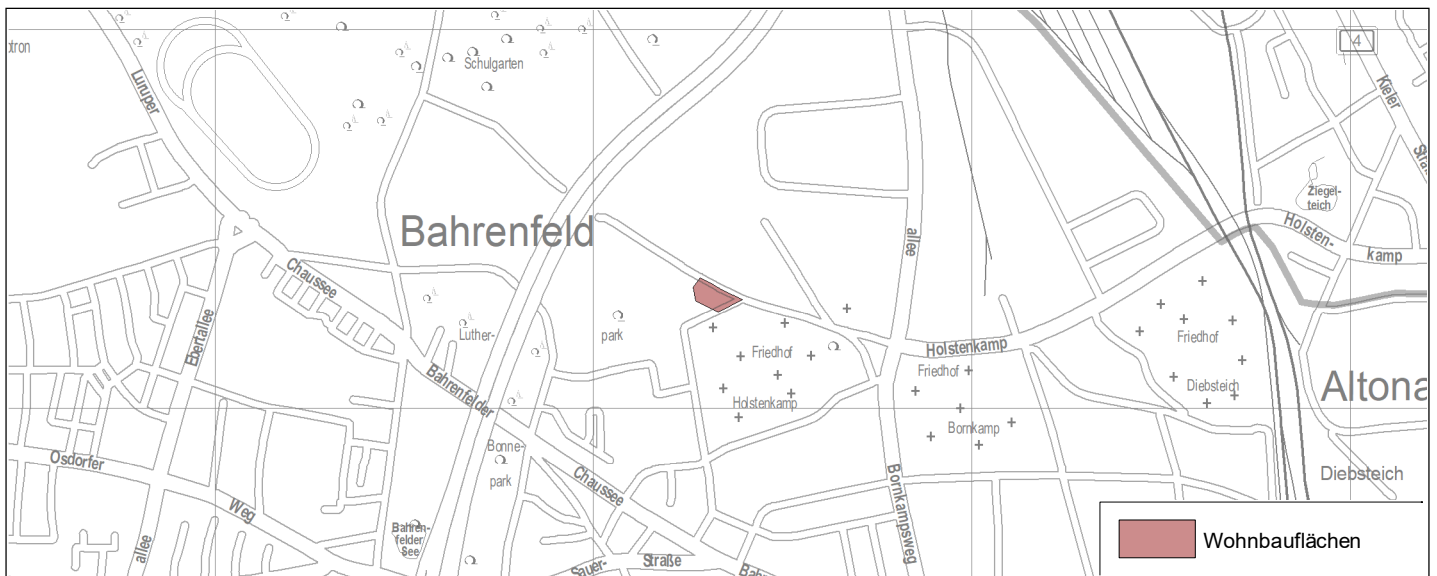 tron
Luruper
Schulgarten
4
Kieler
Ziegel-
teich
Holsten-
kamp
Bahrenfeld
allee
Chaussee
Ebertallee
Luther-
park
Friedhof
Holstenkamp
Holstenkamp
Friedhof
Bornkamp
Friedhof
Diebsteich
Altona
Bahrenfelder
Chaussee
Bonne-
park
Osdorfer
Weg
allee
Bahren-
felder
See
Bornkampsweg
Diebsteich
Sauer-
Straße
Wohnbauflächen